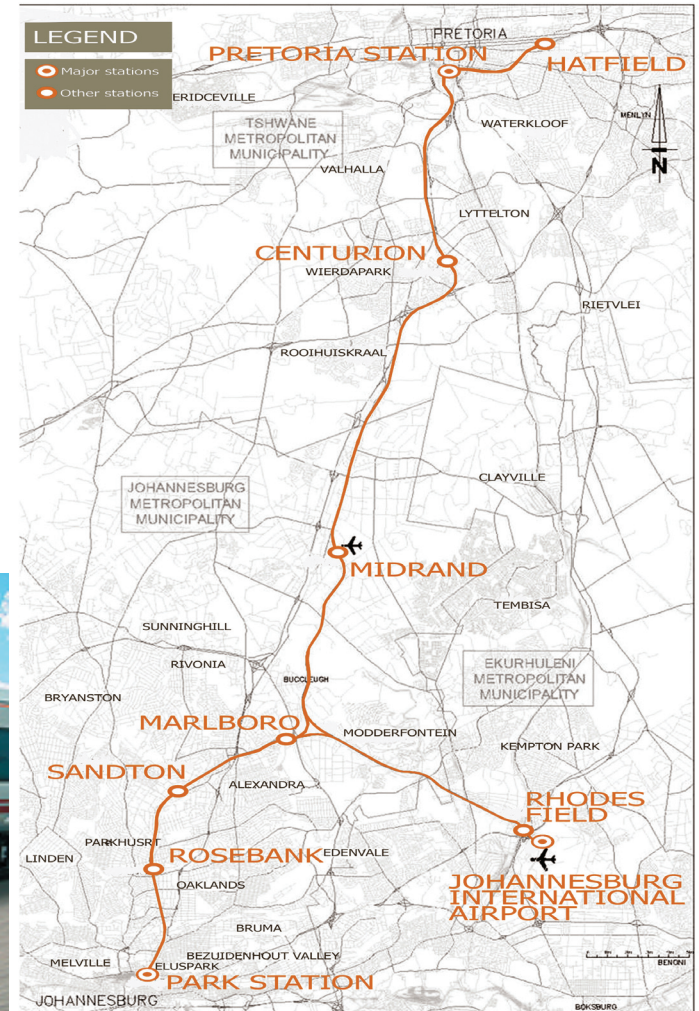 LEGEND
Major stations
Other stations
PRETORIA
PRETORIA STATION
HATFIELD
ERIDCEVILLE
MENLYN
TSHWANE
METROPOLITAN
MUNICIPALITY
WATERKLOOF
N
VALHALLA
LYTTELTON
CENTURION
WIERDAPARK
RIETVLEI
ROOIHUISKRAAL
CLAYVILLE
JOHANNESBURG
METROPOLITAN
MUNICIPALITY
MIDRAND
TEMBISA
SUNNINGHILL
RIVONIA
EKURHULENI
METROPOLITAN
MUNICIPALITY
BUCCLEUGH
BRYANSTON
MARLBORO
MODDERFONTEIN
KEMPTON PARK
SANDTON
ALEXANDRA
RHODES
FIELD
PARKHUSRT
LINDEN
ROSEBANK
EDENVALE
OAKLANDS
JOHANNESBURG
INTERNATIONAL
AIRPORT
BRUMA
BEZUIDENHOUT VALLEY
MELVILLE
ELUSPARK
BENONI
PARK STATION
JOHANNESBURG
BOKSBURG